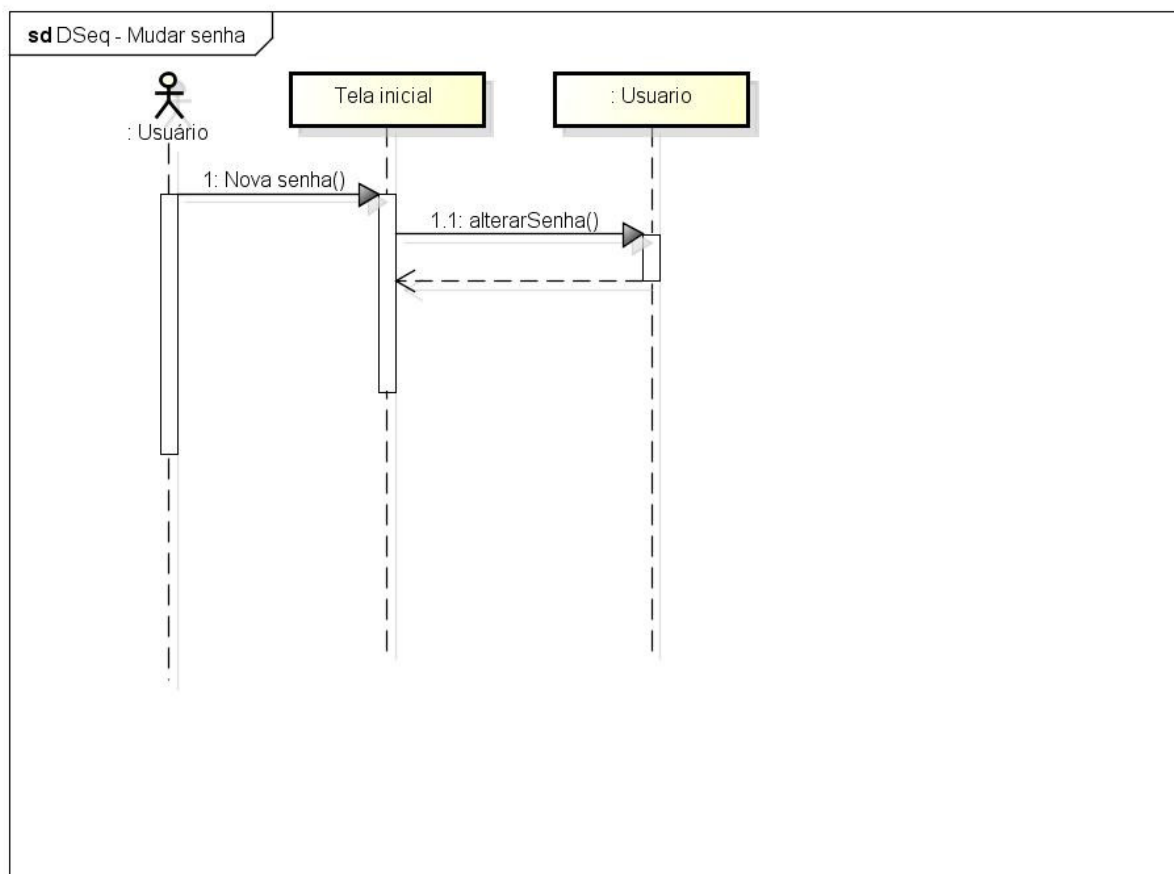 sd DSeq - Mudar senha
: Usuário
Tela inicial
: Usuario
1: Nova senha()
1.1: alterarSenha()